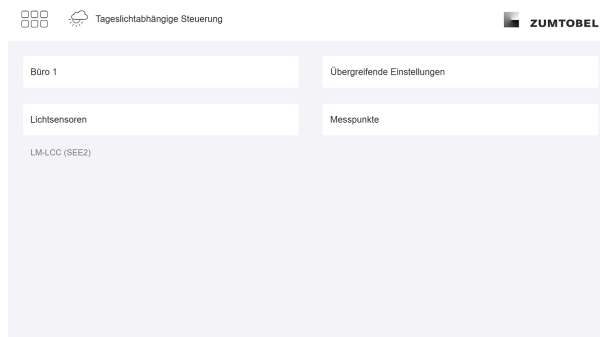 Tageslichtabhängige Steuerung
ZUMTOBEL
Büro 1
Übergreifende Einstellungen
Lichtsensoren
Messpunkte
LM-LCC (SEE2)